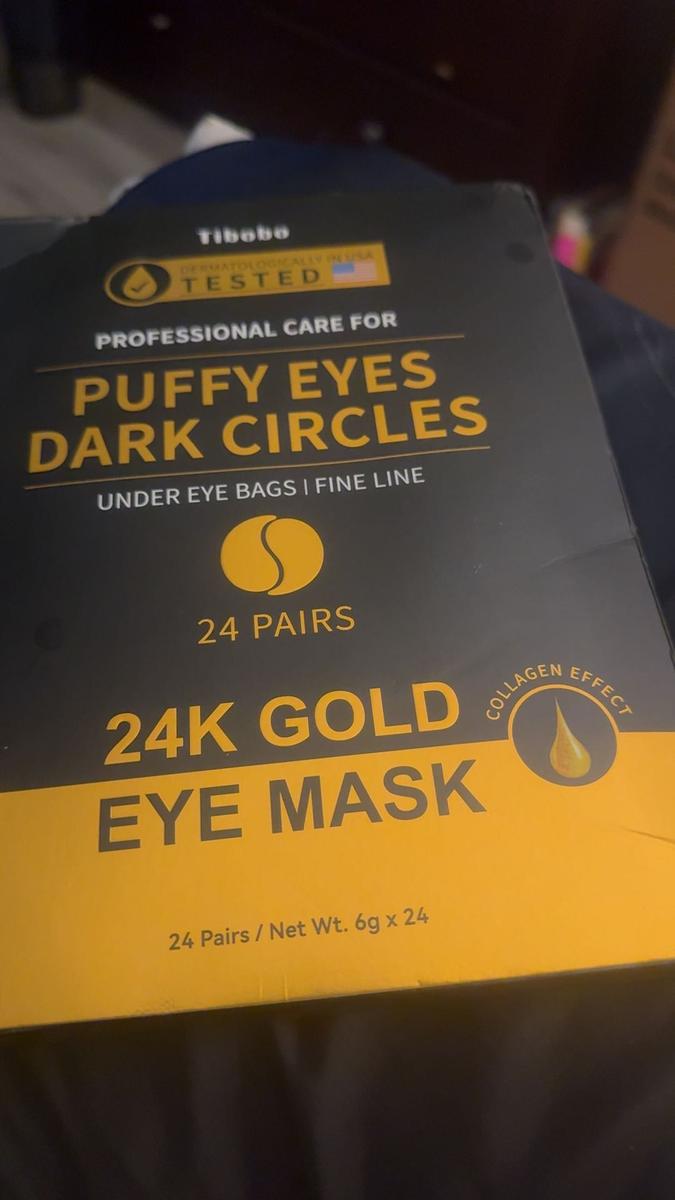 Tibobo
DERMATOLOGICALLY IN USA
TESTED
PROFESSIONAL CARE FOR
PUFFY EYES
DARK CIRCLES
UNDER EYE BAGS | FINE LINE
24 PAIRS
COLLAGEN EFFECT
24K GOLD
EYE MASK
24 Pairs / Net Wt. 6g x 24